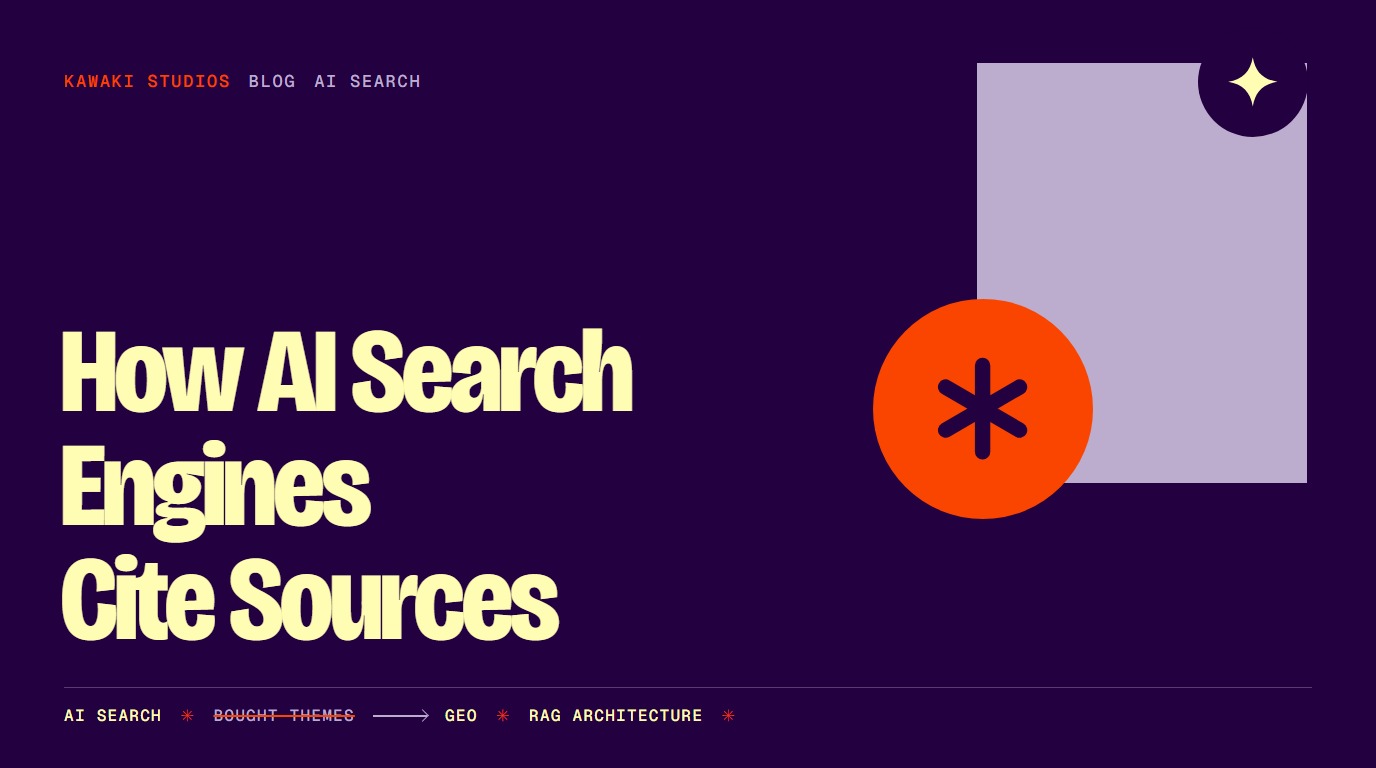 KAWAKI STUDIOS BLOG AI SEARCH
How AI Search
Engines
Cite Sources
AI SEARCH ✳ BOUGHT THEMES → GEO ✳ RAG ARCHITECTURE ✳